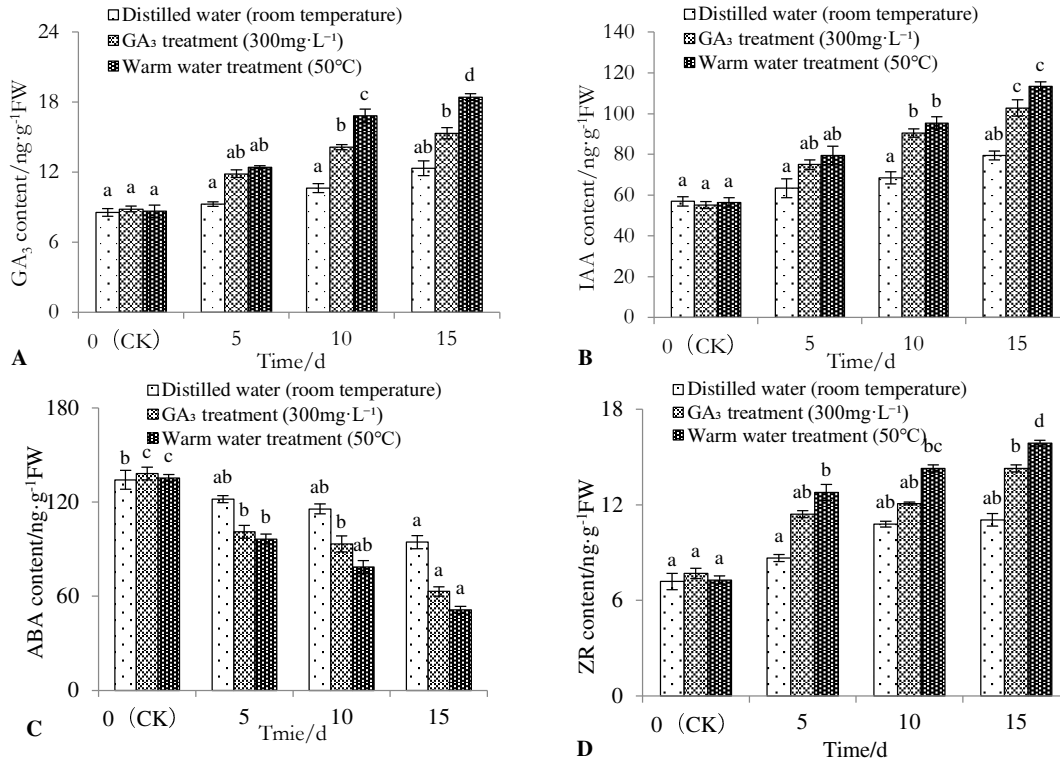 Distilled water (room temperature)
GA₃ treatment (300mg·L⁻¹)
Warm water treatment (50°C)
GA₃ content/ng·g⁻¹FW
24
18
12
6
0
a a a
a ab ab
a b c
ab b d
0 （CK） 5 10 15
Time/d
A
Distilled water (room temperature)
GA₃ treatment (300mg·L⁻¹)
Warm water treatment (50°C)
IAA content/ng·g⁻¹FW
140
120
100
80
60
40
20
0
a a a
a ab ab
a b b
ab c c
0 （CK） 5 10 15
Time/d
B
Distilled water (room temperature)
GA₃ treatment (300mg·L⁻¹)
Warm water treatment (50°C)
ABA content/ng·g⁻¹FW
180
120
60
0
b c c
ab b b
ab b ab
a a a
0 （CK） 5 10 15
Tmie/d
C
Distilled water (room temperature)
GA₃ treatment (300mg·L⁻¹)
Warm water treatment (50°C)
ZR content/ng·g⁻¹FW
18
12
6
0
a a a
a ab b
ab ab bc
ab b d
0 （CK） 5 10 15
Time/d
D